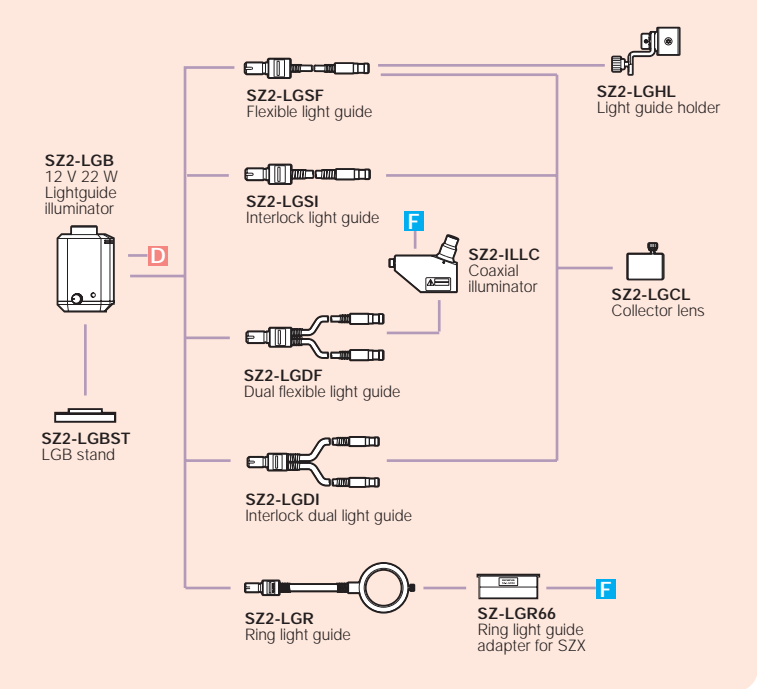 SZ2-LGSF
Flexible light guide
SZ2-LGHL
Light guide holder
SZ2-LGB
12 V 22 W
Lightguide
illuminator
D
SZ2-LGSI
Interlock light guide
F
SZ2-ILLC
Coaxial
illuminator
SZ2-LGCL
Collector lens
SZ2-LGDF
Dual flexible light guide
SZ2-LGBST
LGB stand
SZ2-LGDI
Interlock dual light guide
SZ2-LGR
Ring light guide
SZ-LGR66
Ring light guide
adapter for SZX
F